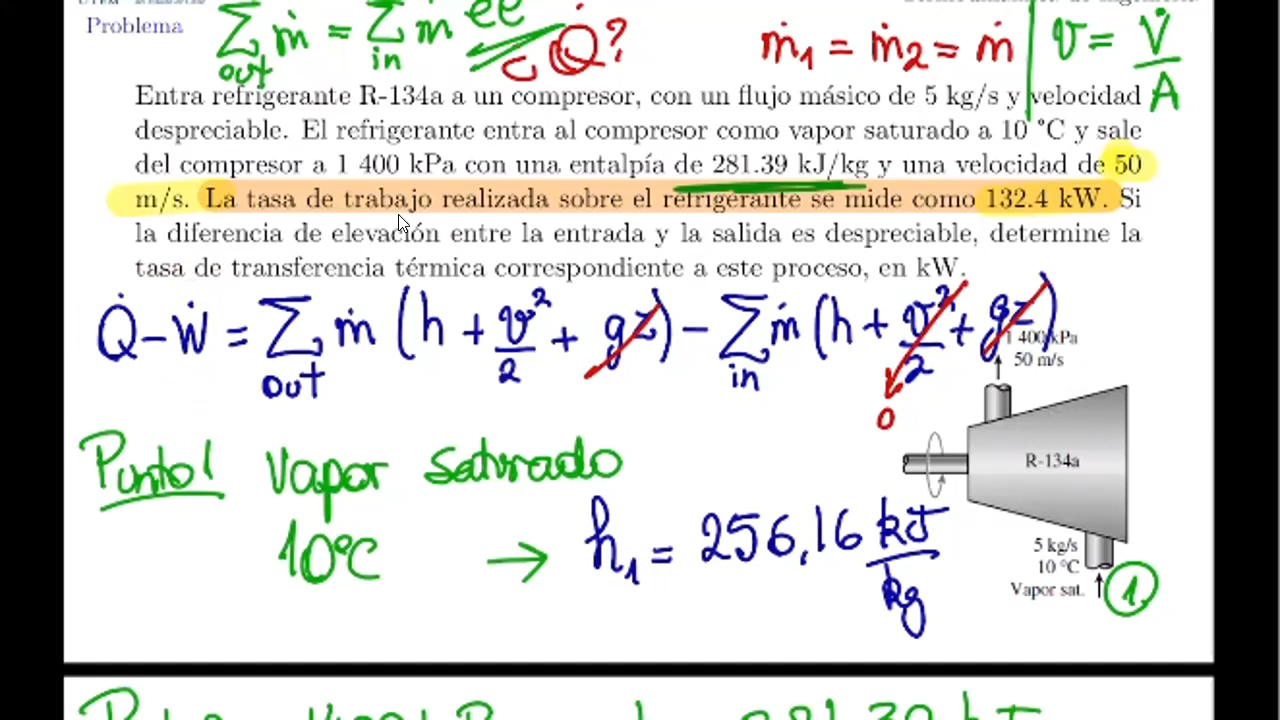 Problema
∑ ṁ = ∑ ṁ ee
out in
Q̇?
ṁ₁ = ṁ₂ = ṁ
v = V̇/A
Entra refrigerante R-134a a un compresor, con un flujo másico de 5 kg/s y velocidad
despreciable. El refrigerante entra al compresor como vapor saturado a 10 °C y sale
del compresor a 1 400 kPa con una entalpía de 281.39 kJ/kg y una velocidad de 50
m/s. La tasa de trabajo realizada sobre el refrigerante se mide como 132.4 kW. Si
la diferencia de elevación entre la entrada y la salida es despreciable, determine la
tasa de transferencia térmica correspondiente a este proceso, en kW.
Q̇ - Ẇ = ∑ ṁ (h + v²/2 + gz) - ∑ ṁ (h + v²/2 + gz)
out in
0
1 400 kPa
50 m/s
R-134a
Punto 1 Vapor saturado
10°C → h₁ = 256,16 kJ/kg
5 kg/s
10 °C
Vapor sat.
1